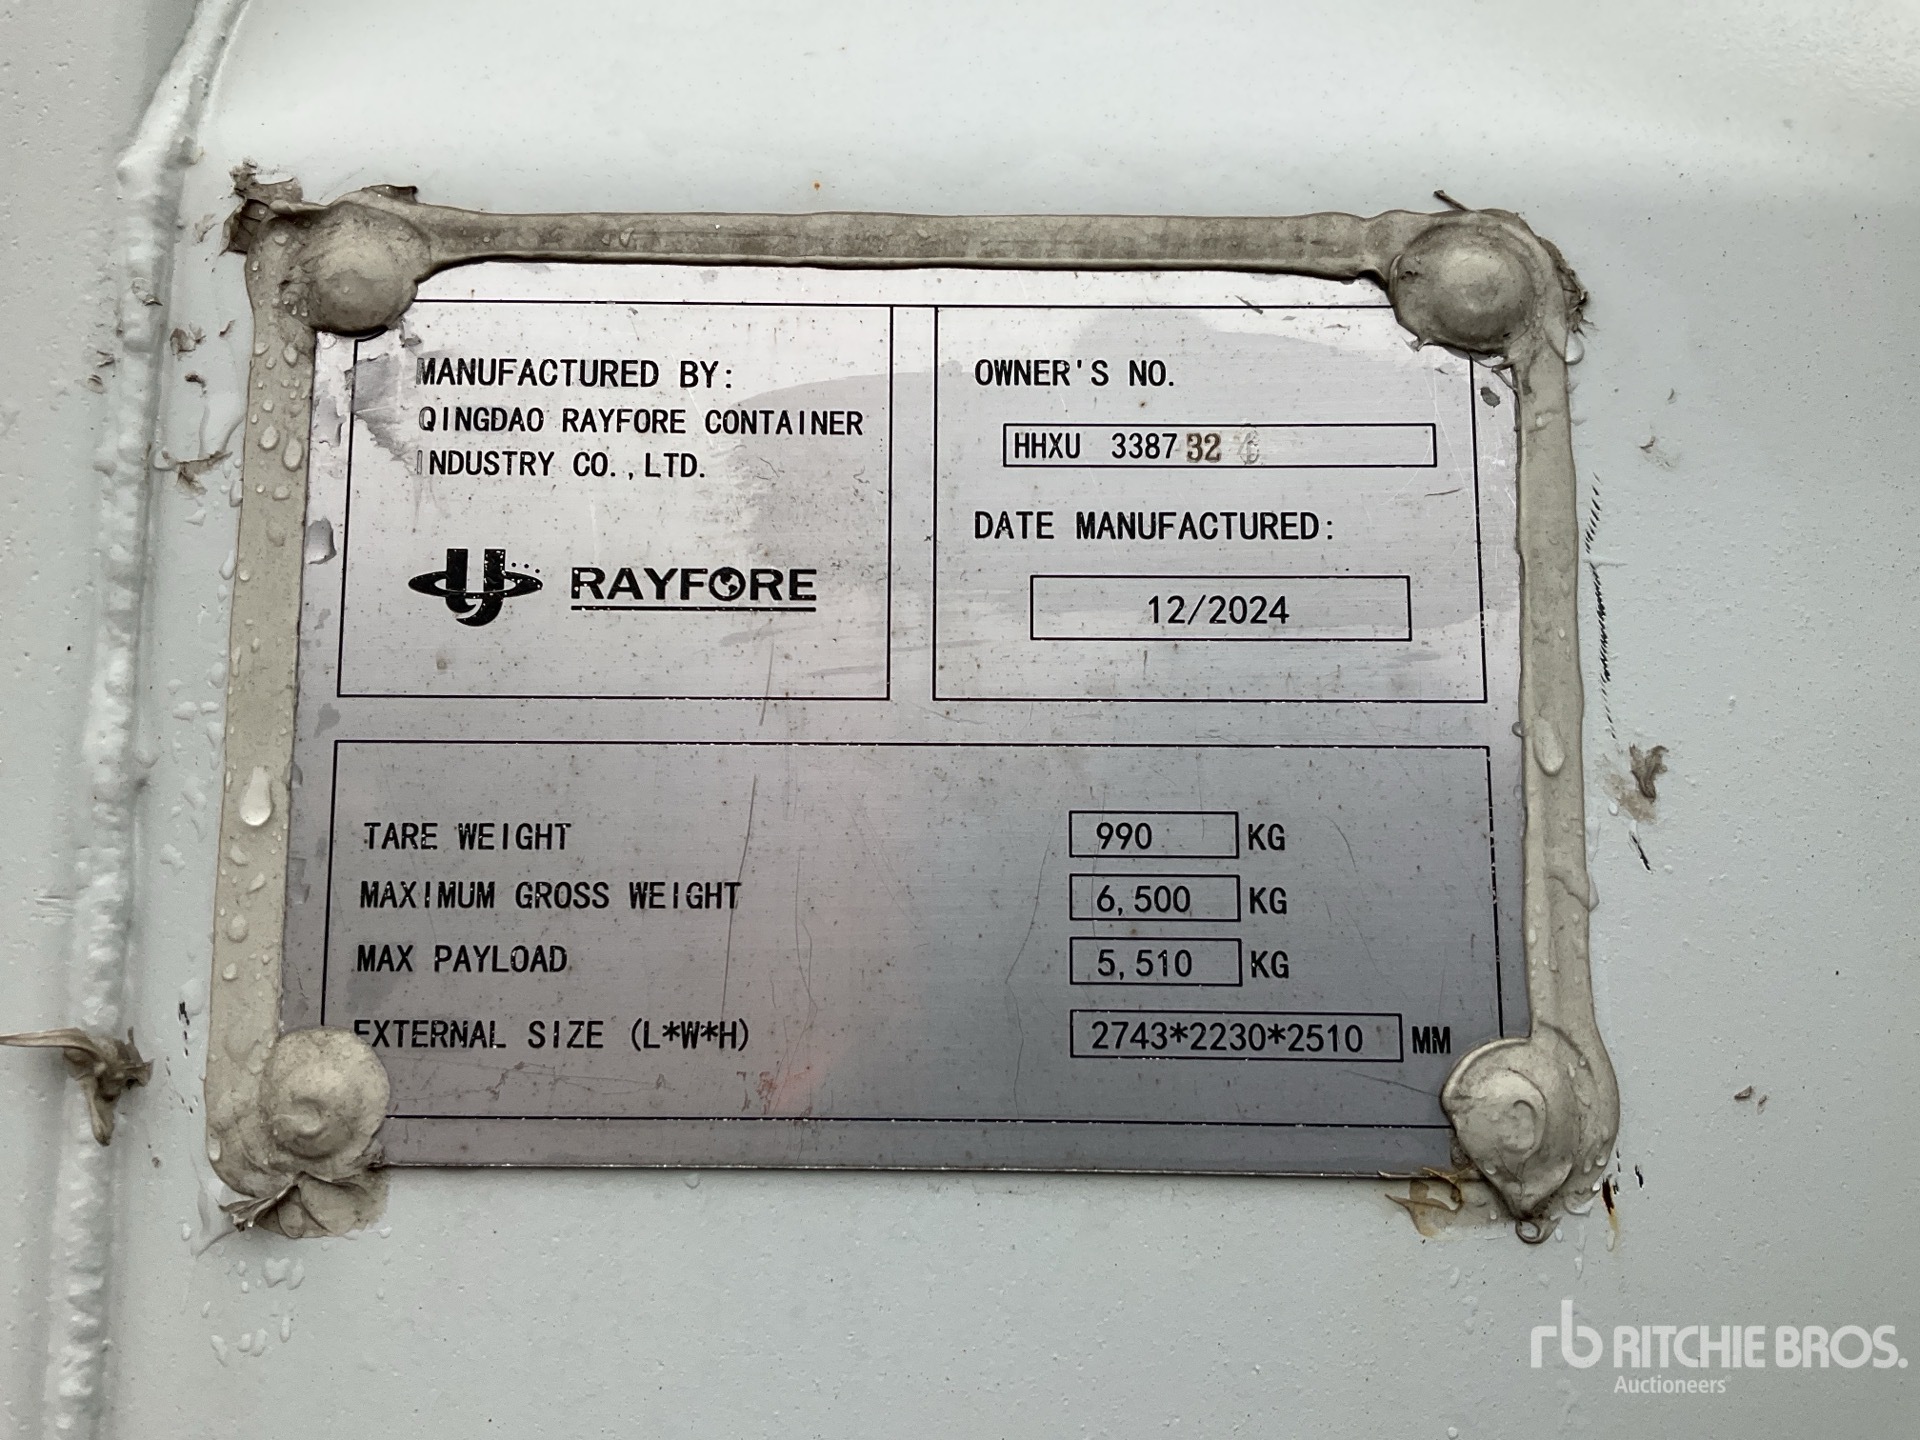 MANUFACTURED BY:
QINGDAO RAYFORE CONTAINER
INDUSTRY CO., LTD.
RAYFORE
OWNER'S NO.
HHXU 338732
DATE MANUFACTURED:
12/2024
TARE WEIGHT 990 KG
MAXIMUM GROSS WEIGHT 6,500 KG
MAX PAYLOAD 5,510 KG
EXTERNAL SIZE (L*W*H) 2743*2230*2510 MM
rb RITCHIE BROS.
Auctioneers